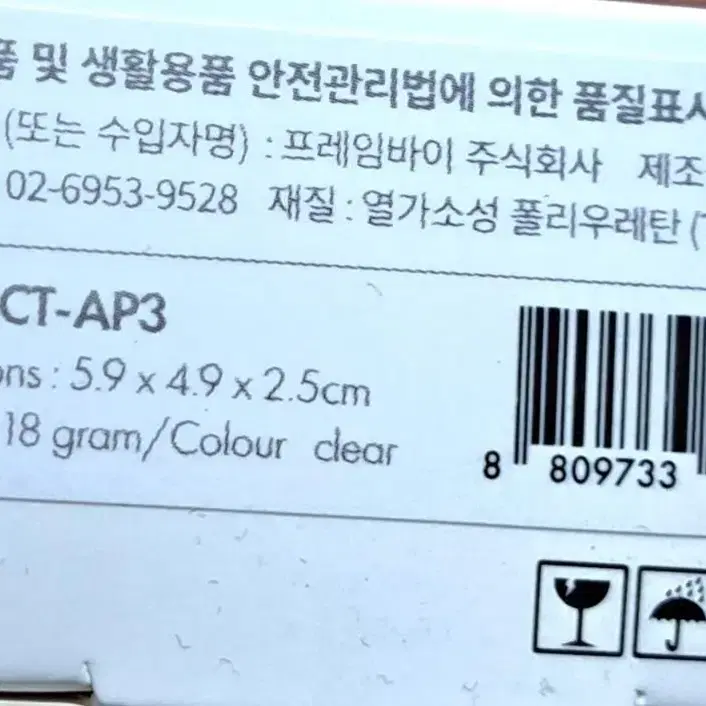 품 및 생활용품 안전관리법에 의한 품질표시
(또는 수입자명) : 프레임바이 주식회사 제조
02-6953-9528 재질 : 열가소성 폴리우레탄 (
CT-AP3
ons : 5.9 x 4.9 x 2.5cm
18 gram/Colour clear
8 809733